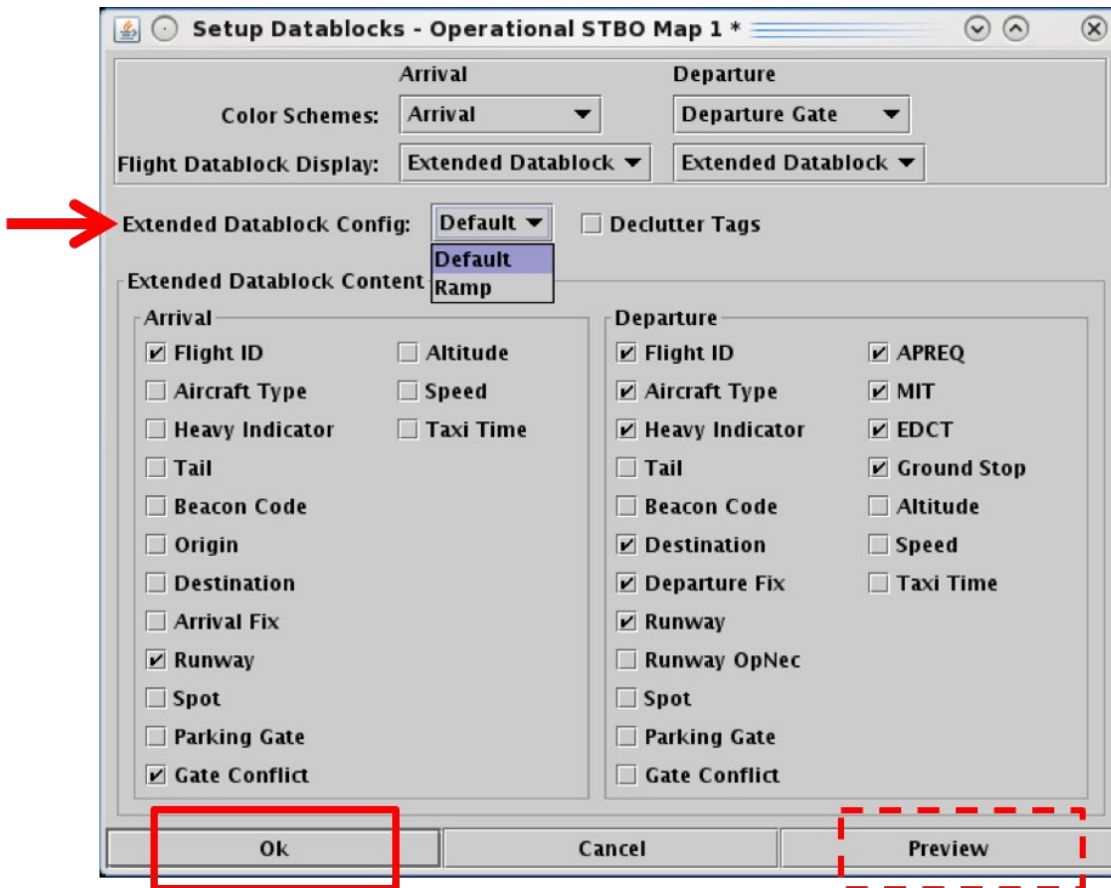 Setup Datablocks - Operational STBO Map 1 *
Arrival Departure
Color Schemes: Arrival Departure Gate
Flight Datablock Display: Extended Datablock Extended Datablock
Extended Datablock Config: Default Declutter Tags
Default
Ramp
Extended Datablock Content
Arrival
Flight ID Altitude
Aircraft Type Speed
Heavy Indicator Taxi Time
Tail
Beacon Code
Origin
Destination
Arrival Fix
Runway
Spot
Parking Gate
Gate Conflict
Departure
Flight ID APREQ
Aircraft Type MIT
Heavy Indicator EDCT
Tail Ground Stop
Beacon Code Altitude
Destination Speed
Departure Fix Taxi Time
Runway
Runway OpNec
Spot
Parking Gate
Gate Conflict
Ok Cancel Preview